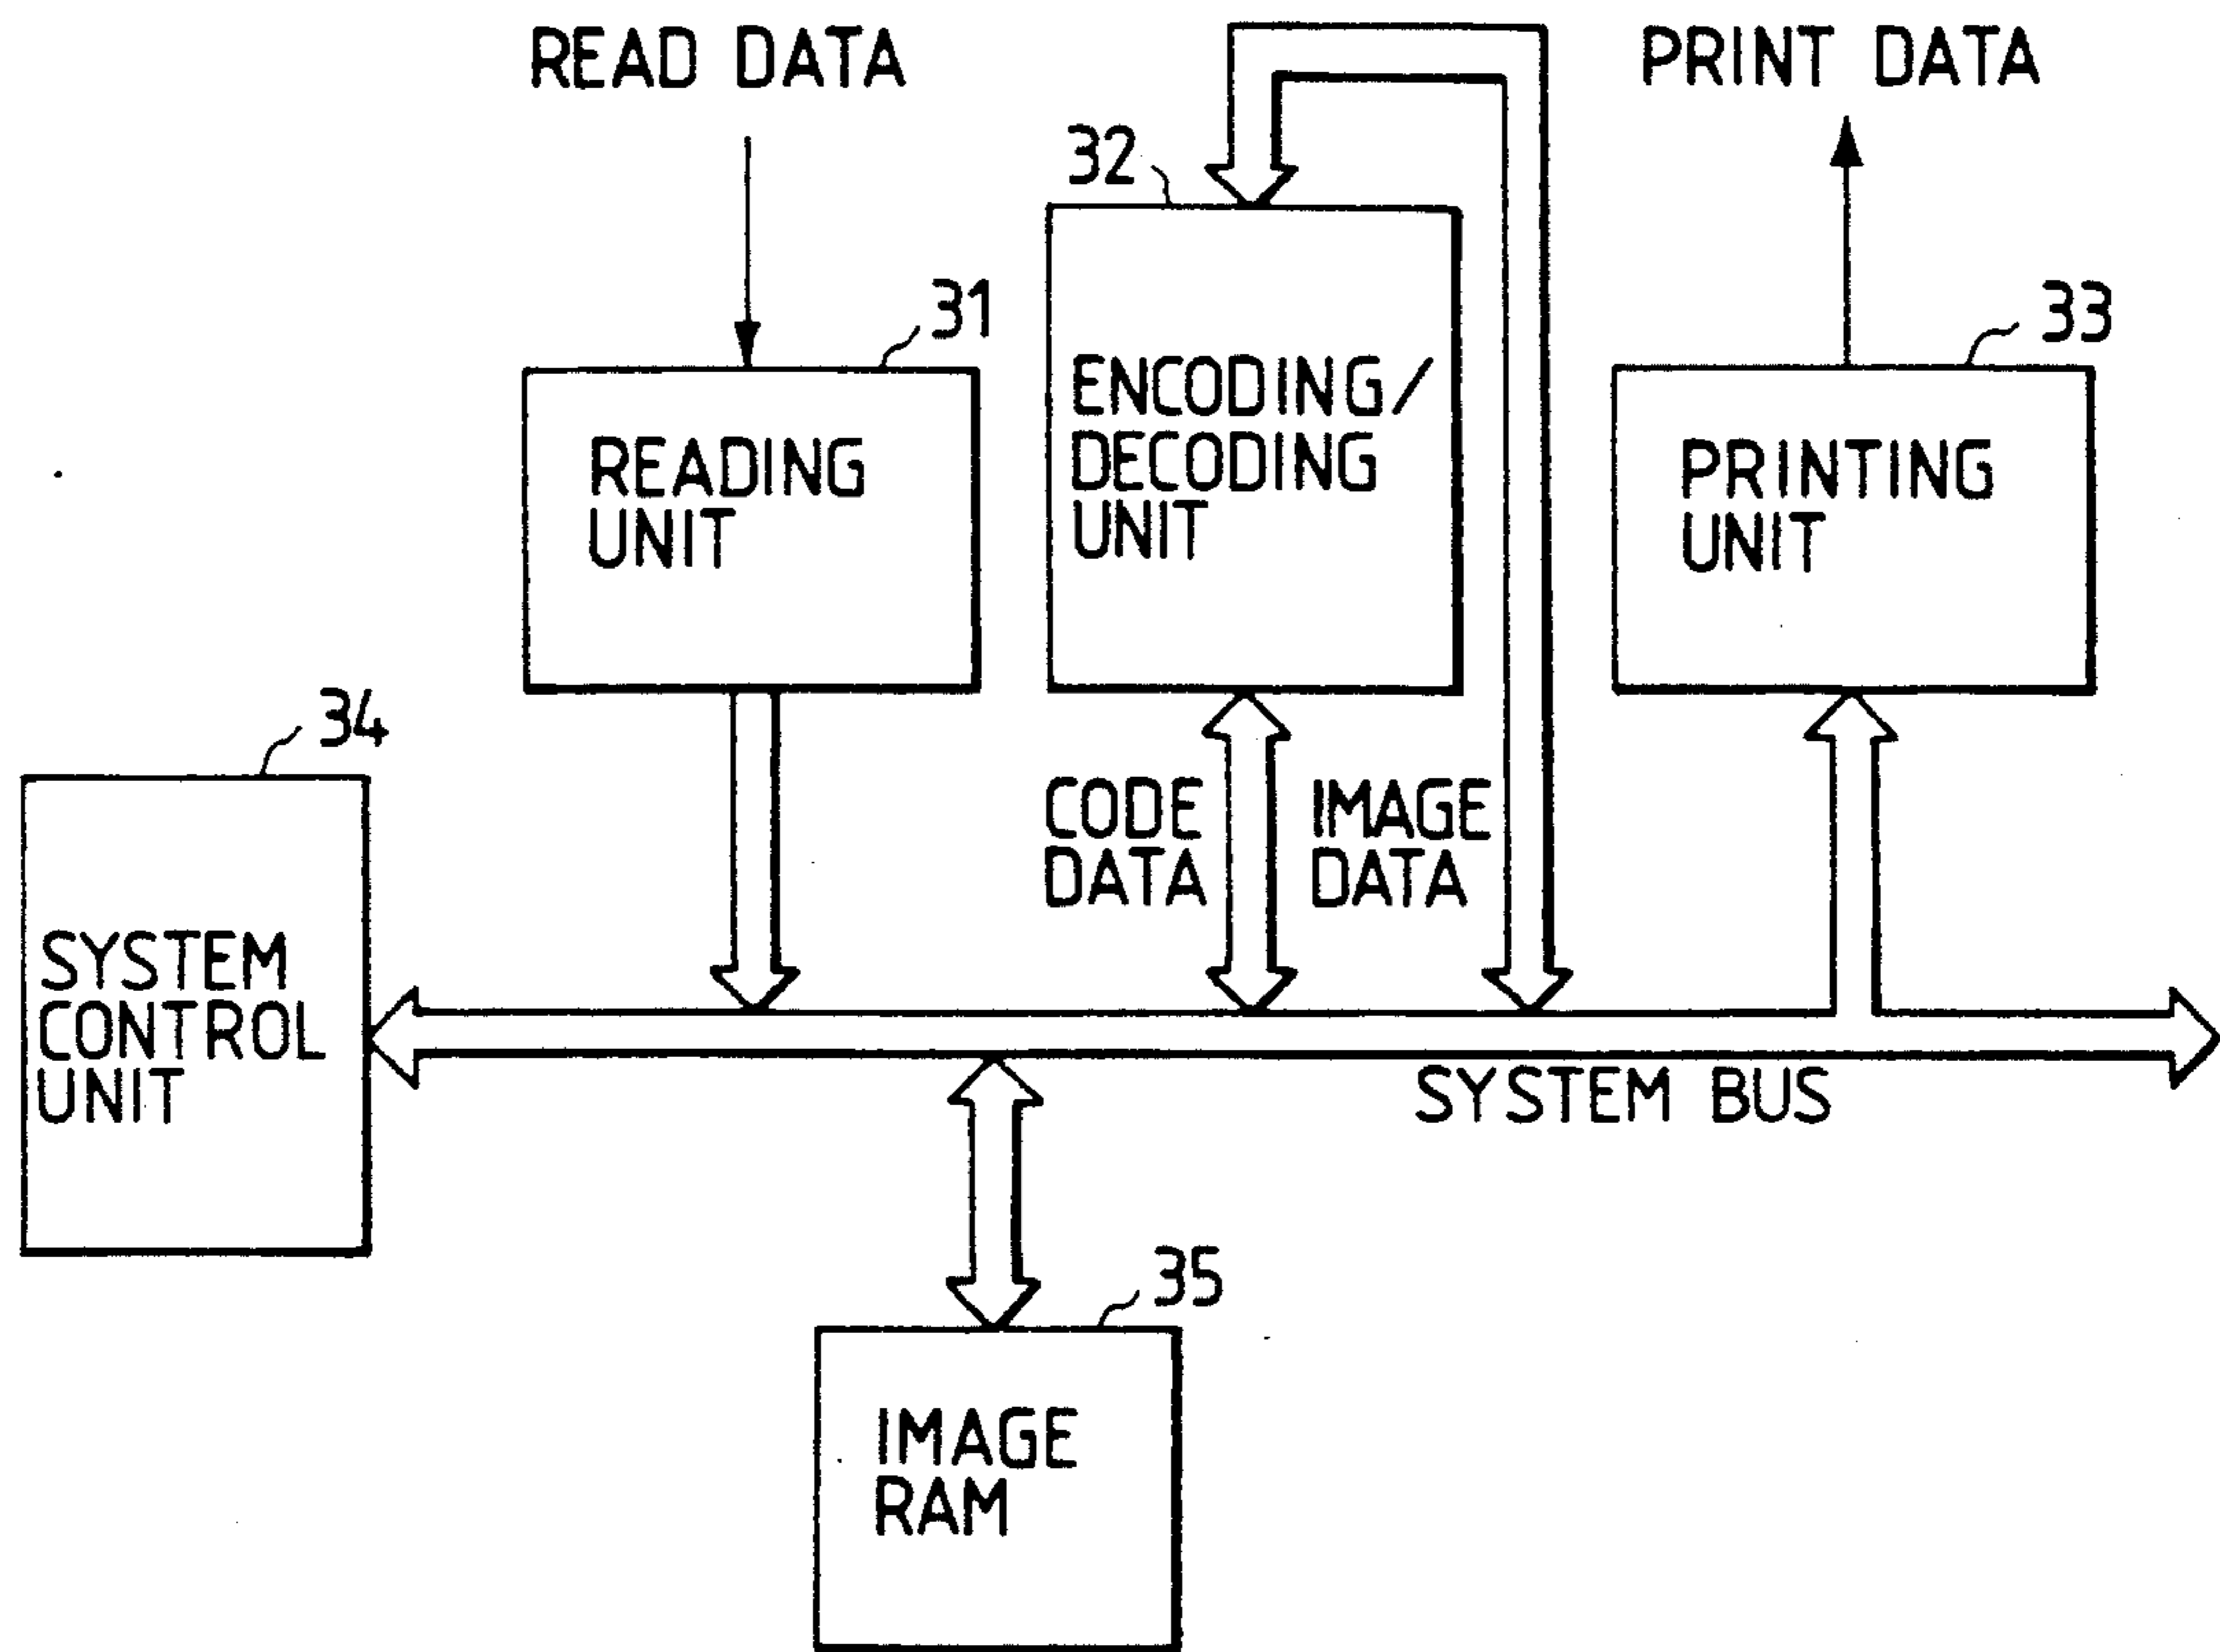 READ DATA
PRINT DATA
32
31
33
ENCODING/
DECODING
UNIT
READING
UNIT
PRINTING
UNIT
34
CODE
DATA
IMAGE
DATA
SYSTEM
CONTROL
UNIT
SYSTEM BUS
35
IMAGE
RAM